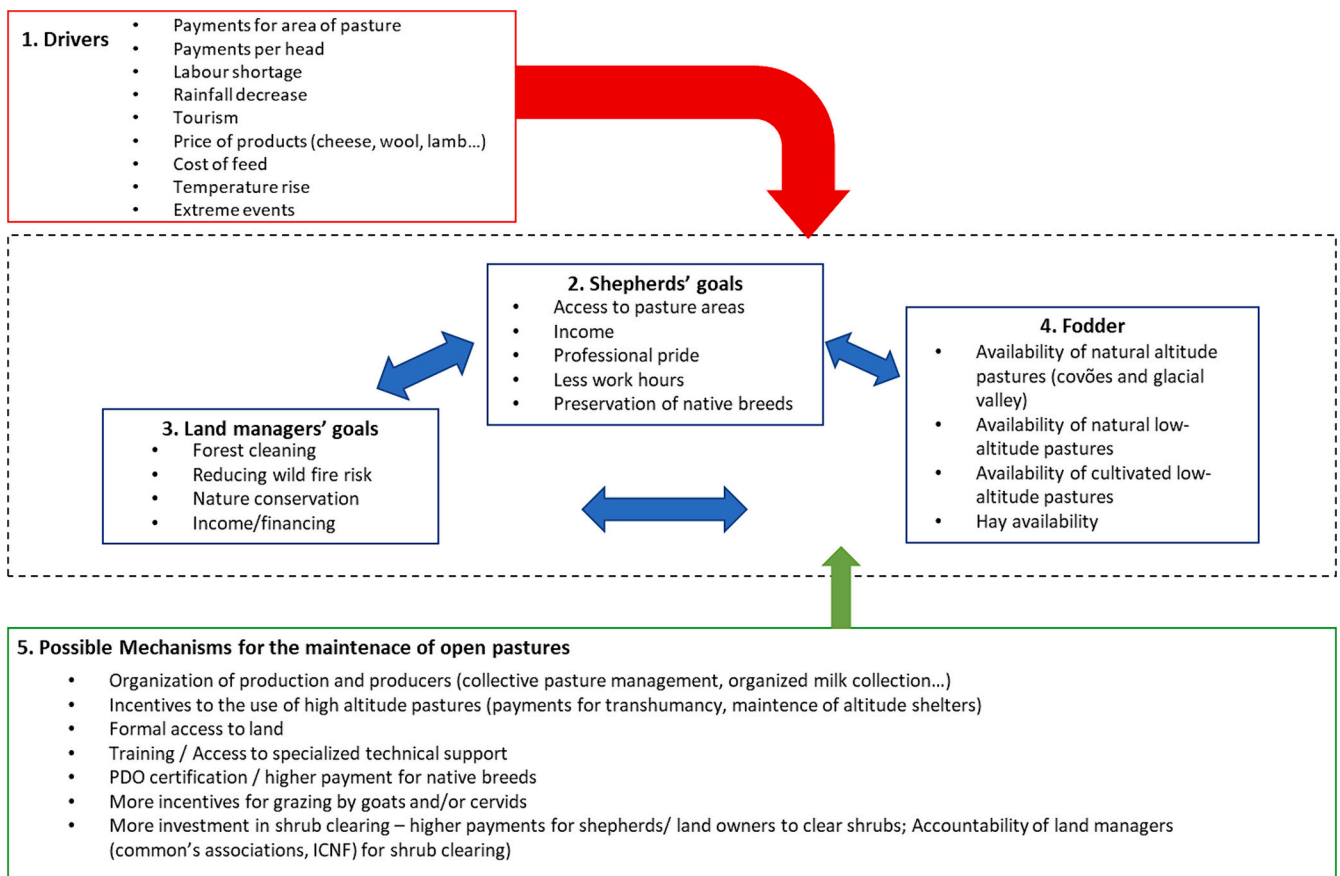 1. Drivers
• Payments for area of pasture
• Payments per head
• Labour shortage
• Rainfall decrease
• Tourism
• Price of products (cheese, wool, lamb...)
• Cost of feed
• Temperature rise
• Extreme events
2. Shepherds’ goals
• Access to pasture areas
• Income
• Professional pride
• Less work hours
• Preservation of native breeds
3. Land managers’ goals
• Forest cleaning
• Reducing wild fire risk
• Nature conservation
• Income/financing
4. Fodder
• Availability of natural altitude
pastures (covões and glacial
valley)
• Availability of natural low-
altitude pastures
• Availability of cultivated low-
altitude pastures
• Hay availability
5. Possible Mechanisms for the maintenace of open pastures
• Organization of production and producers (collective pasture management, organized milk collection...)
• Incentives to the use of high altitude pastures (payments for transhumancy, maintence of altitude shelters)
• Formal access to land
• Training / Access to specialized technical support
• PDO certification / higher payment for native breeds
• More incentives for grazing by goats and/or cervids
• More investment in shrub clearing – higher payments for shepherds/ land owners to clear shrubs; Accountability of land managers
(common’s associations, ICNF) for shrub clearing)